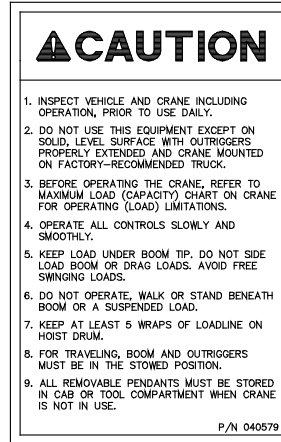 CAUTION
1. INSPECT VEHICLE AND CRANE INCLUDING
OPERATION, PRIOR TO USE DAILY.
2. DO NOT USE THIS EQUIPMENT EXCEPT ON
SOLID, LEVEL SURFACE WITH OUTRIGGERS
PROPERLY EXTENDED AND CRANE MOUNTED
ON FACTORY-RECOMMENDED TRUCK.
3. BEFORE OPERATING THE CRANE, REFER TO
MAXIMUM LOAD (CAPACITY) CHART ON CRANE
FOR OPERATING (LOAD) LIMITATIONS.
4. OPERATE ALL CONTROLS SLOWLY AND
SMOOTHLY.
5. KEEP LOAD UNDER BOOM TIP. DO NOT SIDE
LOAD BOOM OR DRAG LOADS. AVOID FREE
SWINGING LOADS.
6. DO NOT OPERATE, WALK OR STAND BENEATH
BOOM OR A SUSPENDED LOAD.
7. KEEP AT LEAST 5 WRAPS OF LOADLINE ON
HOIST DRUM.
8. FOR TRAVELING, BOOM AND OUTRIGGERS
MUST BE IN THE STOWED POSITION.
9. ALL REMOVABLE PENDANTS MUST BE STORED
IN CAB OR TOOL COMPARTMENT WHEN CRANE
IS NOT IN USE.
P/N 040579